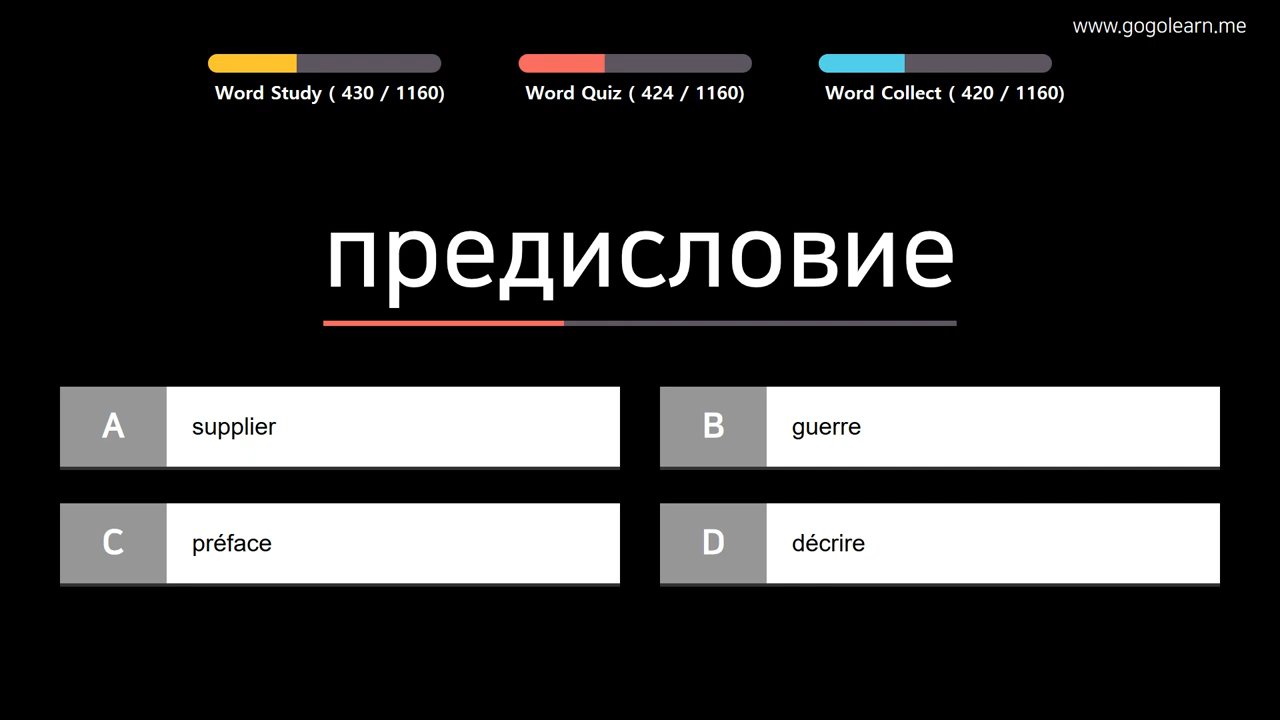 www.gogolearn.me
Word Study ( 430 / 1160)
Word Quiz ( 424 / 1160)
Word Collect ( 420 / 1160)
предисловие
A supplier
B guerre
C préface
D décrire